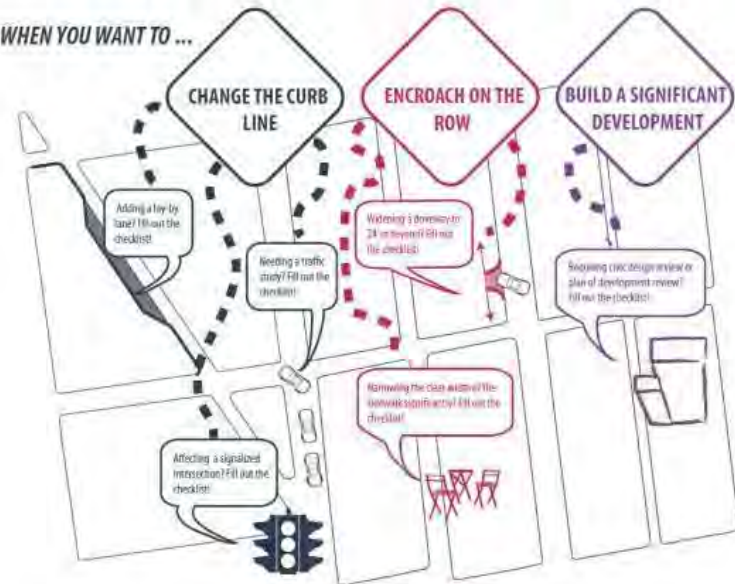 WHEN YOU WANT TO ...
CHANGE THE CURB
LINE
ENCROACH ON THE
ROW
BUILD A SIGNIFICANT
DEVELOPMENT
Adding a lay-by
lane? Fill out the
checklist!
Needing a traffic
study? Fill out the
checklist!
Widening a driveway to
24' or beyond? Fill out
the checklist!
Requiring civic design review or
plan of development review?
Fill out the checklist!
Narrowing the clear width of the
sidewalk significantly? Fill out the
checklist!
Affecting a signalized
intersection? Fill out the
checklist!